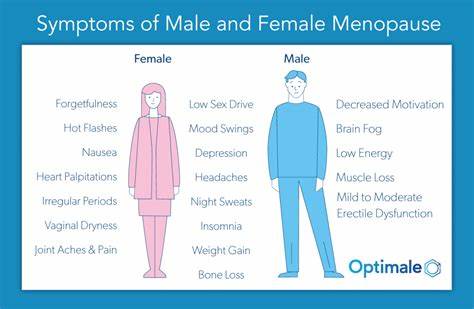 Symptoms of Male and Female Menopause
Female
Male
Forgetfulness
Hot Flashes
Nausea
Heart Palpitations
Irregular Periods
Vaginal Dryness
Joint Aches & Pain
Low Sex Drive
Mood Swings
Depression
Headaches
Night Sweats
Insomnia
Weight Gain
Bone Loss
Decreased Motivation
Brain Fog
Low Energy
Muscle Loss
Mild to Moderate
Erectile Dysfunction
Optimale